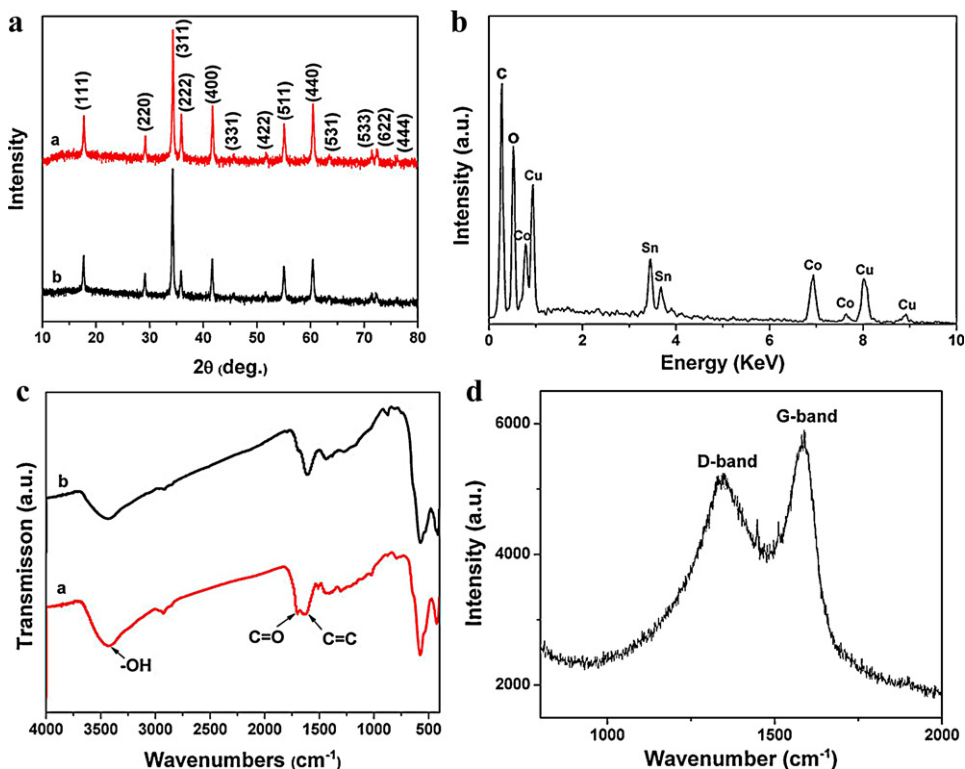 a
Intensity
(111)
(220)
(311)
(222)
(400)
(331)
(422)
(511)
(440)
(531)
(533)
(622)
(444)
a
b
10 20 30 40 50 60 70 80
2θ (deg.)
b
Intensity (a.u.)
C
O
Co
Cu
Sn
Sn
Co
Co
Cu
Cu
0 2 4 6 8 10
Energy (KeV)
c
Transmisson (a.u.)
b
a
-OH
C=O
C=C
4000 3500 3000 2500 2000 1500 1000 500
Wavenumbers (cm⁻¹)
d
Intensity (a.u.)
6000
4000
2000
D-band
G-band
1000 1500 2000
Wavenumber (cm⁻¹)